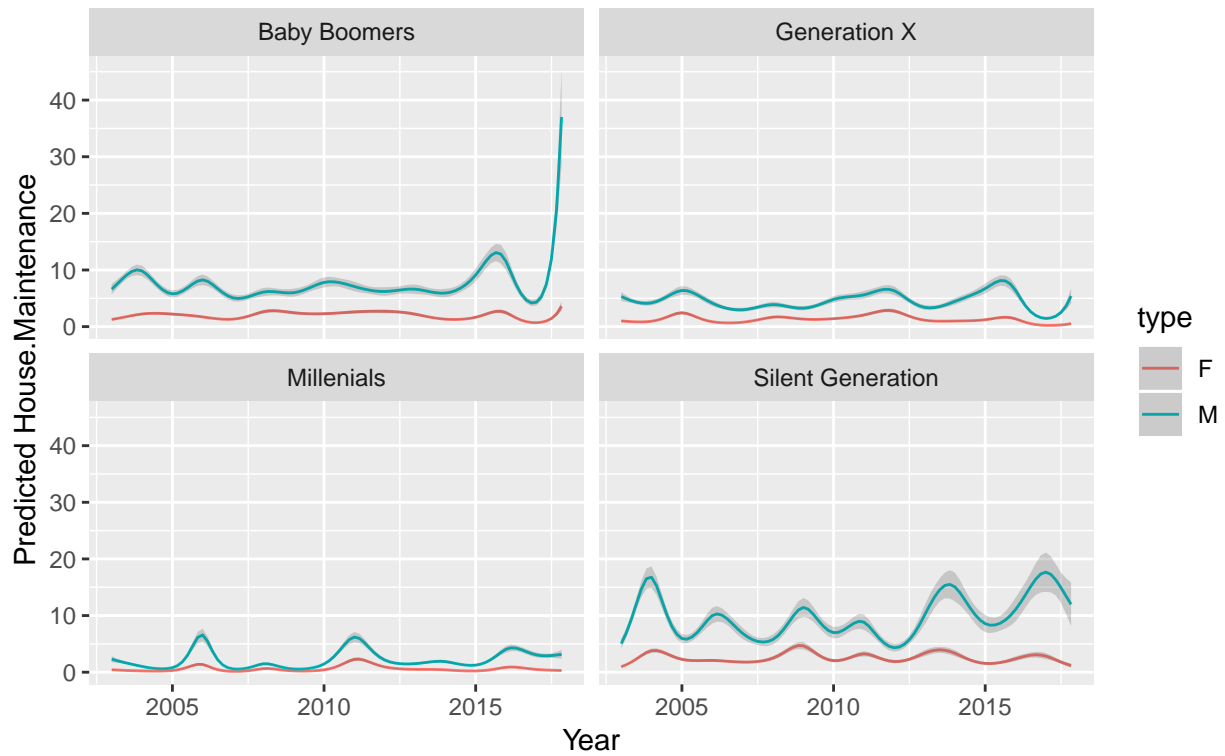 Baby Boomers
Generation X
40
30
20
10
0
Millenials
Silent Generation
40
30
20
10
0
2005
2010
2015
2005
2010
2015
Year
Predicted House.Maintenance
type
F
M